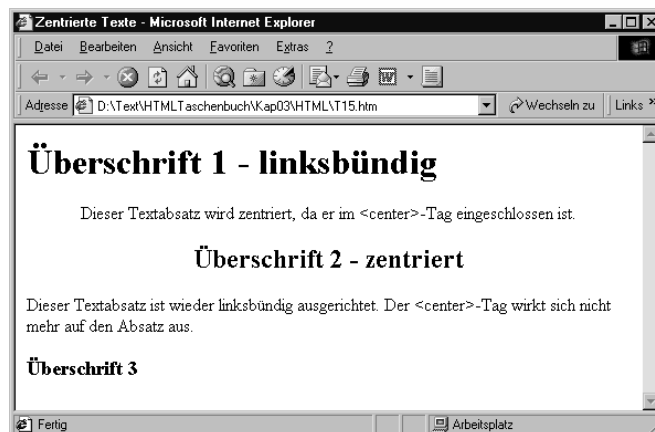 Zentrierte Texte - Microsoft Internet Explorer
Datei Bearbeiten Ansicht Favoriten Extras ?
Adresse D:\Text\HTMLTaschenbuch\Kap03\HTML\T15.htm Wechseln zu Links »
Überschrift 1 - linksbündig
Dieser Textabsatz wird zentriert, da er im <center>-Tag eingeschlossen ist.
Überschrift 2 - zentriert
Dieser Textabsatz ist wieder linksbündig ausgerichtet. Der <center>-Tag wirkt sich nicht
mehr auf den Absatz aus.
Überschrift 3
Fertig Arbeitsplatz